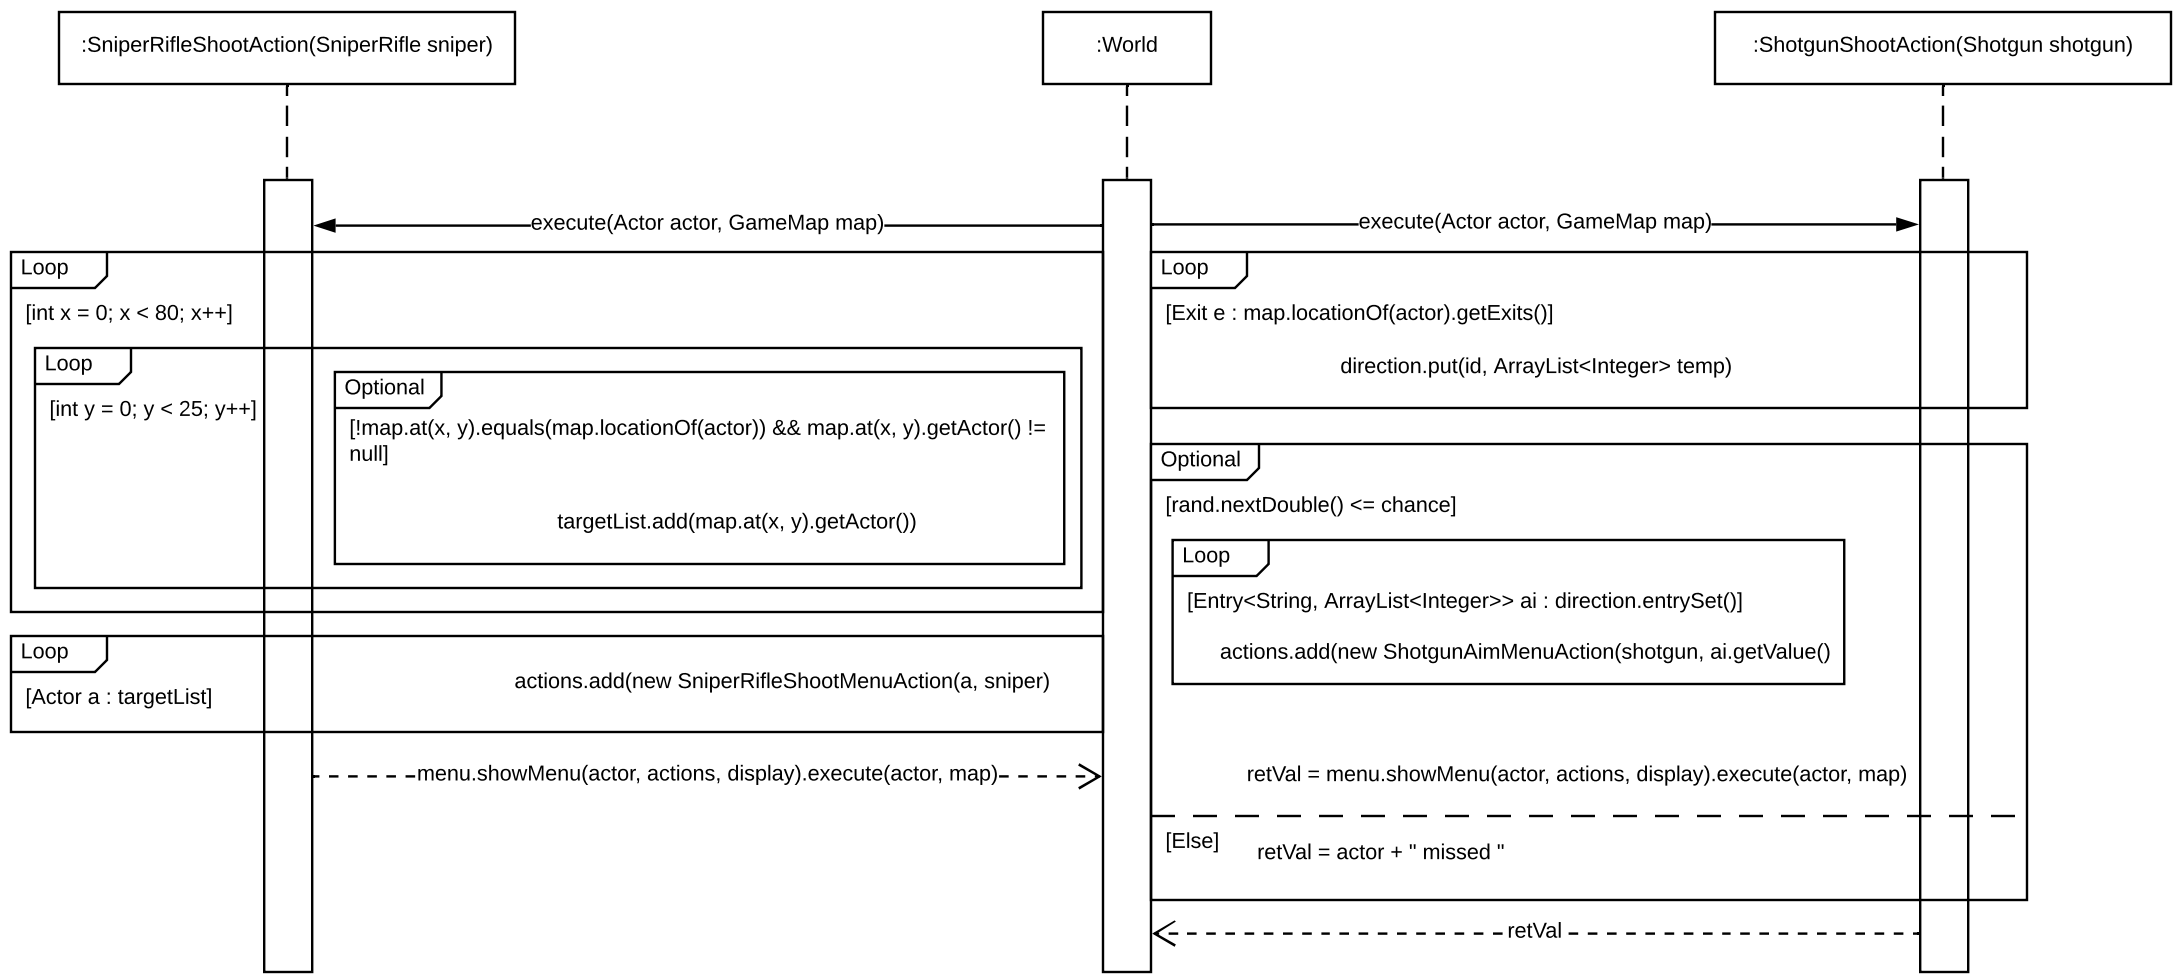 :SniperRifleShootAction(SniperRifle sniper)
:World
:ShotgunShootAction(Shotgun shotgun)
execute(Actor actor, GameMap map)
execute(Actor actor, GameMap map)
Loop
[int x = 0; x < 80; x++]
Loop
[int y = 0; y < 25; y++]
Optional
[!map.at(x, y).equals(map.locationOf(actor)) && map.at(x, y).getActor() !=
null]
targetList.add(map.at(x, y).getActor())
Loop
[Actor a : targetList]
actions.add(new SniperRifleShootMenuAction(a, sniper)
menu.showMenu(actor, actions, display).execute(actor, map)
Loop
[Exit e : map.locationOf(actor).getExits()]
direction.put(id, ArrayList<Integer> temp)
Optional
[rand.nextDouble() <= chance]
Loop
[Entry<String, ArrayList<Integer>> ai : direction.entrySet()]
actions.add(new ShotgunAimMenuAction(shotgun, ai.getValue()
retVal = menu.showMenu(actor, actions, display).execute(actor, map)
[Else]
retVal = actor + " missed "
retVal